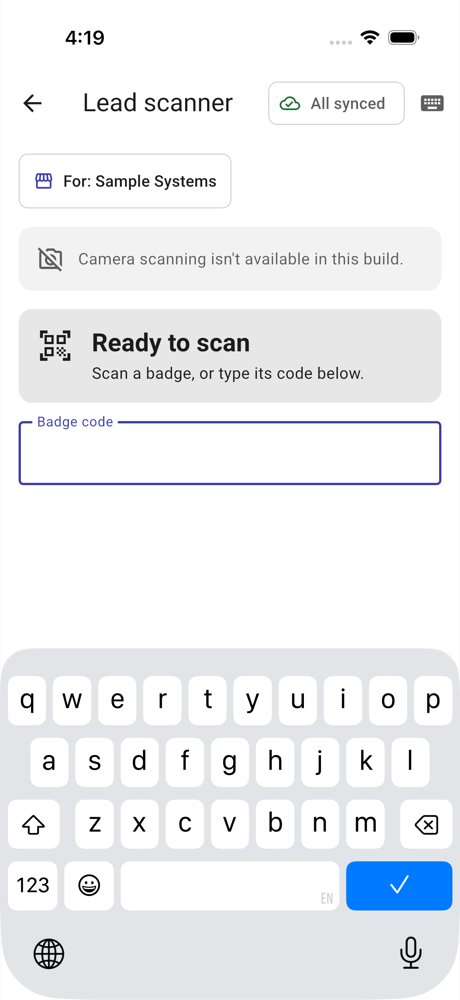 4:19
Lead scanner
All synced
For: Sample Systems
Camera scanning isn't available in this build.
Ready to scan
Scan a badge, or type its code below.
Badge code
q w e r t y u i o p
a s d f g h j k l
z x c v b n m
123
EN